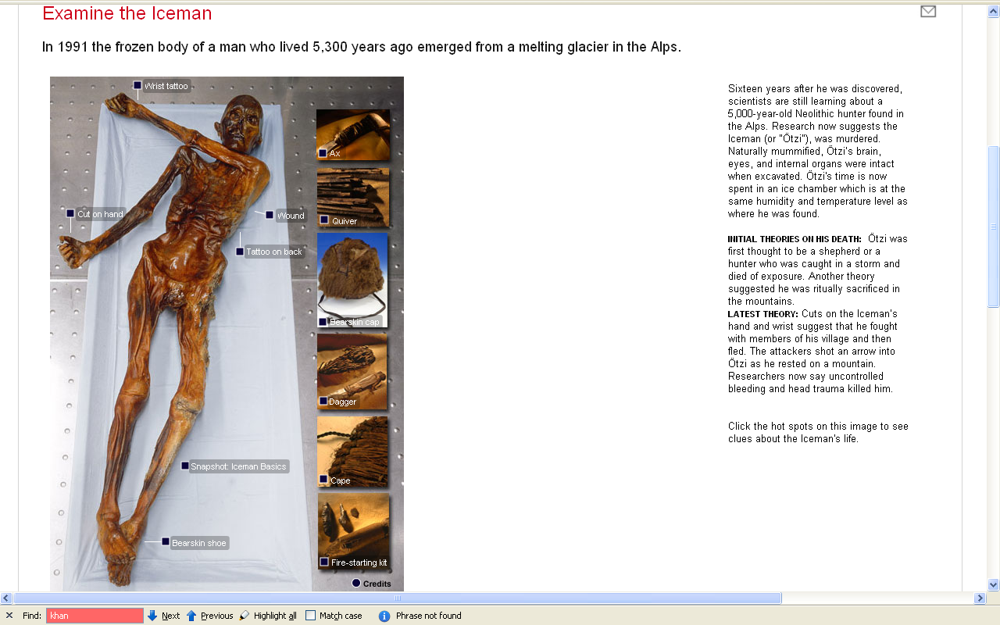 Examine the Iceman
In 1991 the frozen body of a man who lived 5,300 years ago emerged from a melting glacier in the Alps.
Wrist tattoo
Cut on hand
Wound
Tattoo on back
Snapshot: Iceman Basics
Bearskin shoe
Ax
Quiver
Bearskin cap
Dagger
Cape
Fire-starting kit
Credits
Sixteen years after he was discovered,
scientists are still learning about a
5,000-year-old Neolithic hunter found in
the Alps. Research now suggests the
Iceman (or "Ötzi"), was murdered.
Naturally mummified, Ötzi's brain,
eyes, and internal organs were intact
when excavated. Ötzi's time is now
spent in an ice chamber which is at the
same humidity and temperature level as
where he was found.
INITIAL THEORIES ON HIS DEATH: Ötzi was
first thought to be a shepherd or a
hunter who was caught in a storm and
died of exposure. Another theory
suggested he was ritually sacrificed in
the mountains.
LATEST THEORY: Cuts on the Iceman's
hand and wrist suggest that he fought
with members of his village and then
fled. The attackers shot an arrow into
Ötzi as he rested on a mountain.
Researchers now say uncontrolled
bleeding and head trauma killed him.
Click the hot spots on this image to see
clues about the Iceman's life.
Find: khan Next Previous Highlight all Match case Phrase not found